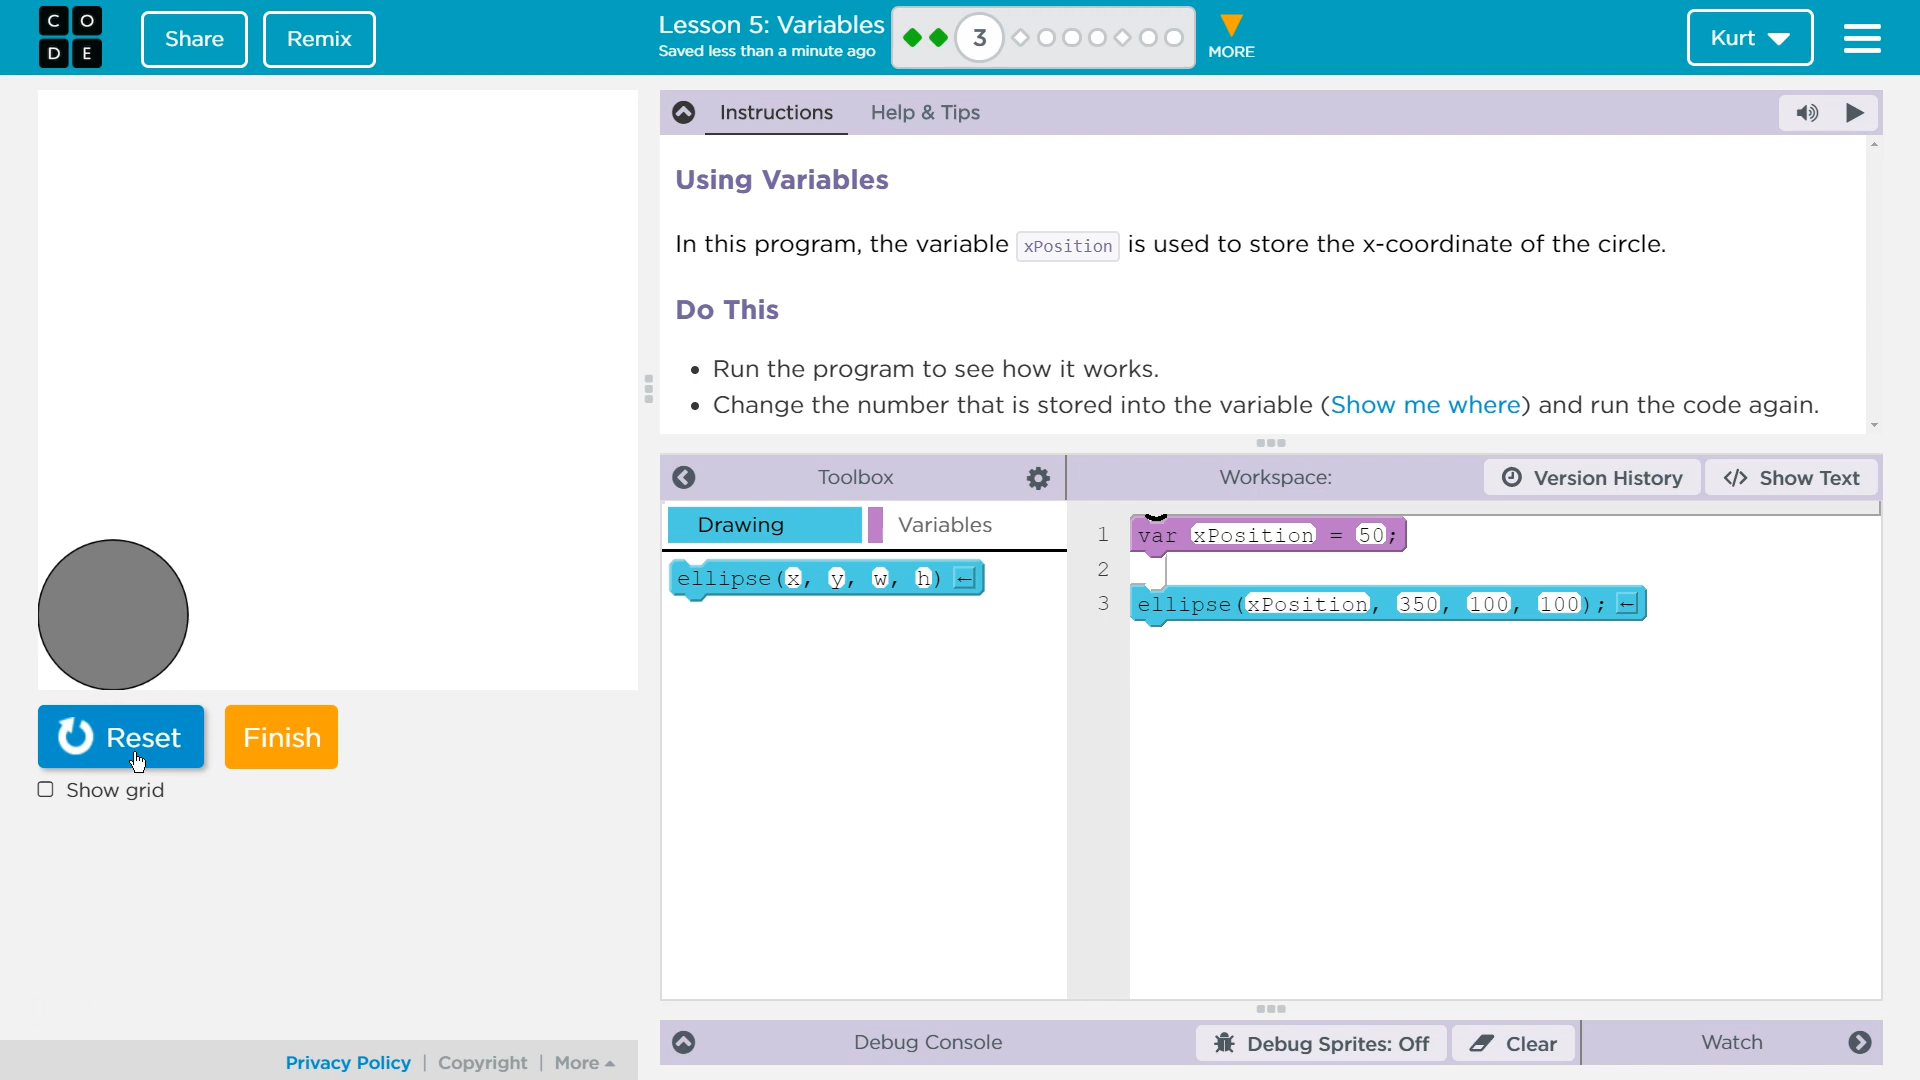 C O D E
Share
Remix
Lesson 5: Variables
Saved less than a minute ago
3
MORE
Kurt
Instructions
Help & Tips
Using Variables
In this program, the variable xPosition is used to store the x-coordinate of the circle.
Do This
• Run the program to see how it works.
• Change the number that is stored into the variable (Show me where) and run the code again.
Toolbox
Workspace:
Version History
</> Show Text
Drawing
Variables
ellipse(x, y, w, h) ←
1 var xPosition = 50;
2
3 ellipse(xPosition, 350, 100, 100); ←
Reset
Finish
Show grid
Privacy Policy | Copyright | More
Debug Console
Debug Sprites: Off
Clear
Watch